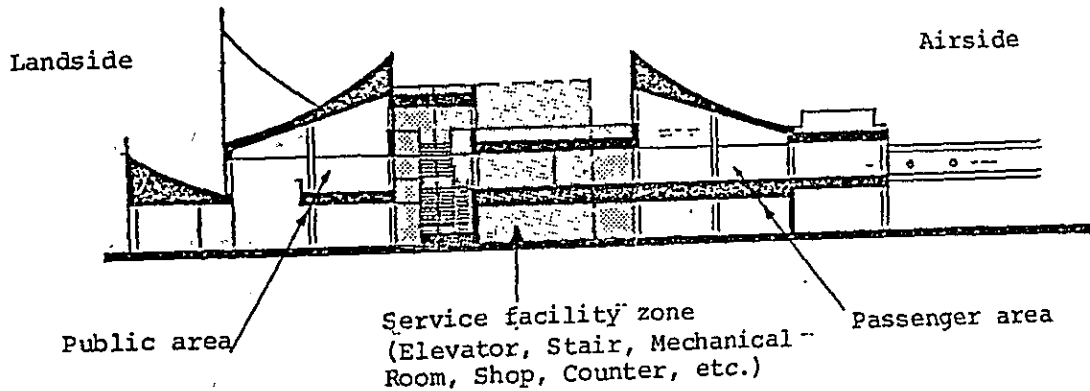 Landside
Airside
Public area
Service facility zone
(Elevator, Stair, Mechanical
Room, Shop, Counter, etc.)
Passenger area